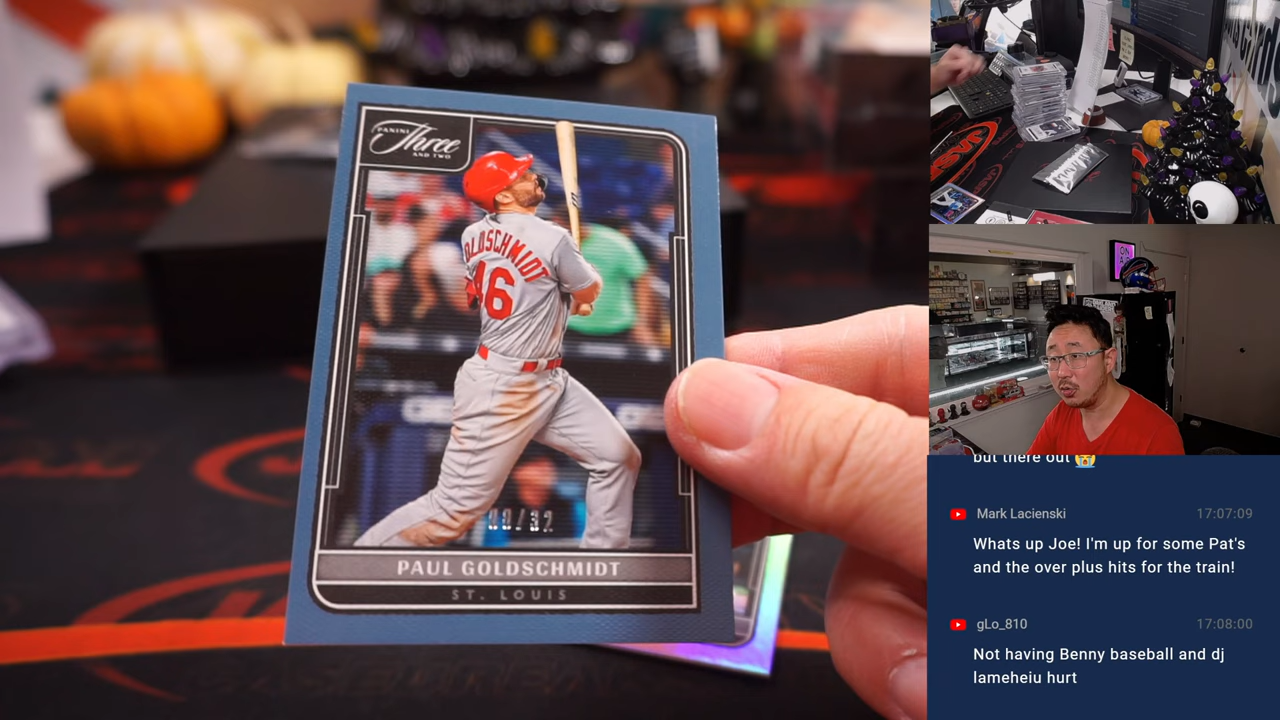 PANINI
Three
AND TWO
GOLDSCHMIDT
46
/32
PAUL GOLDSCHMIDT
ST. LOUIS
but there out 😭
Mark Lacienski 17:07:09
Whats up Joe! I'm up for some Pat's
and the over plus hits for the train!
gLo_810 17:08:00
Not having Benny baseball and dj
lameheiu hurt